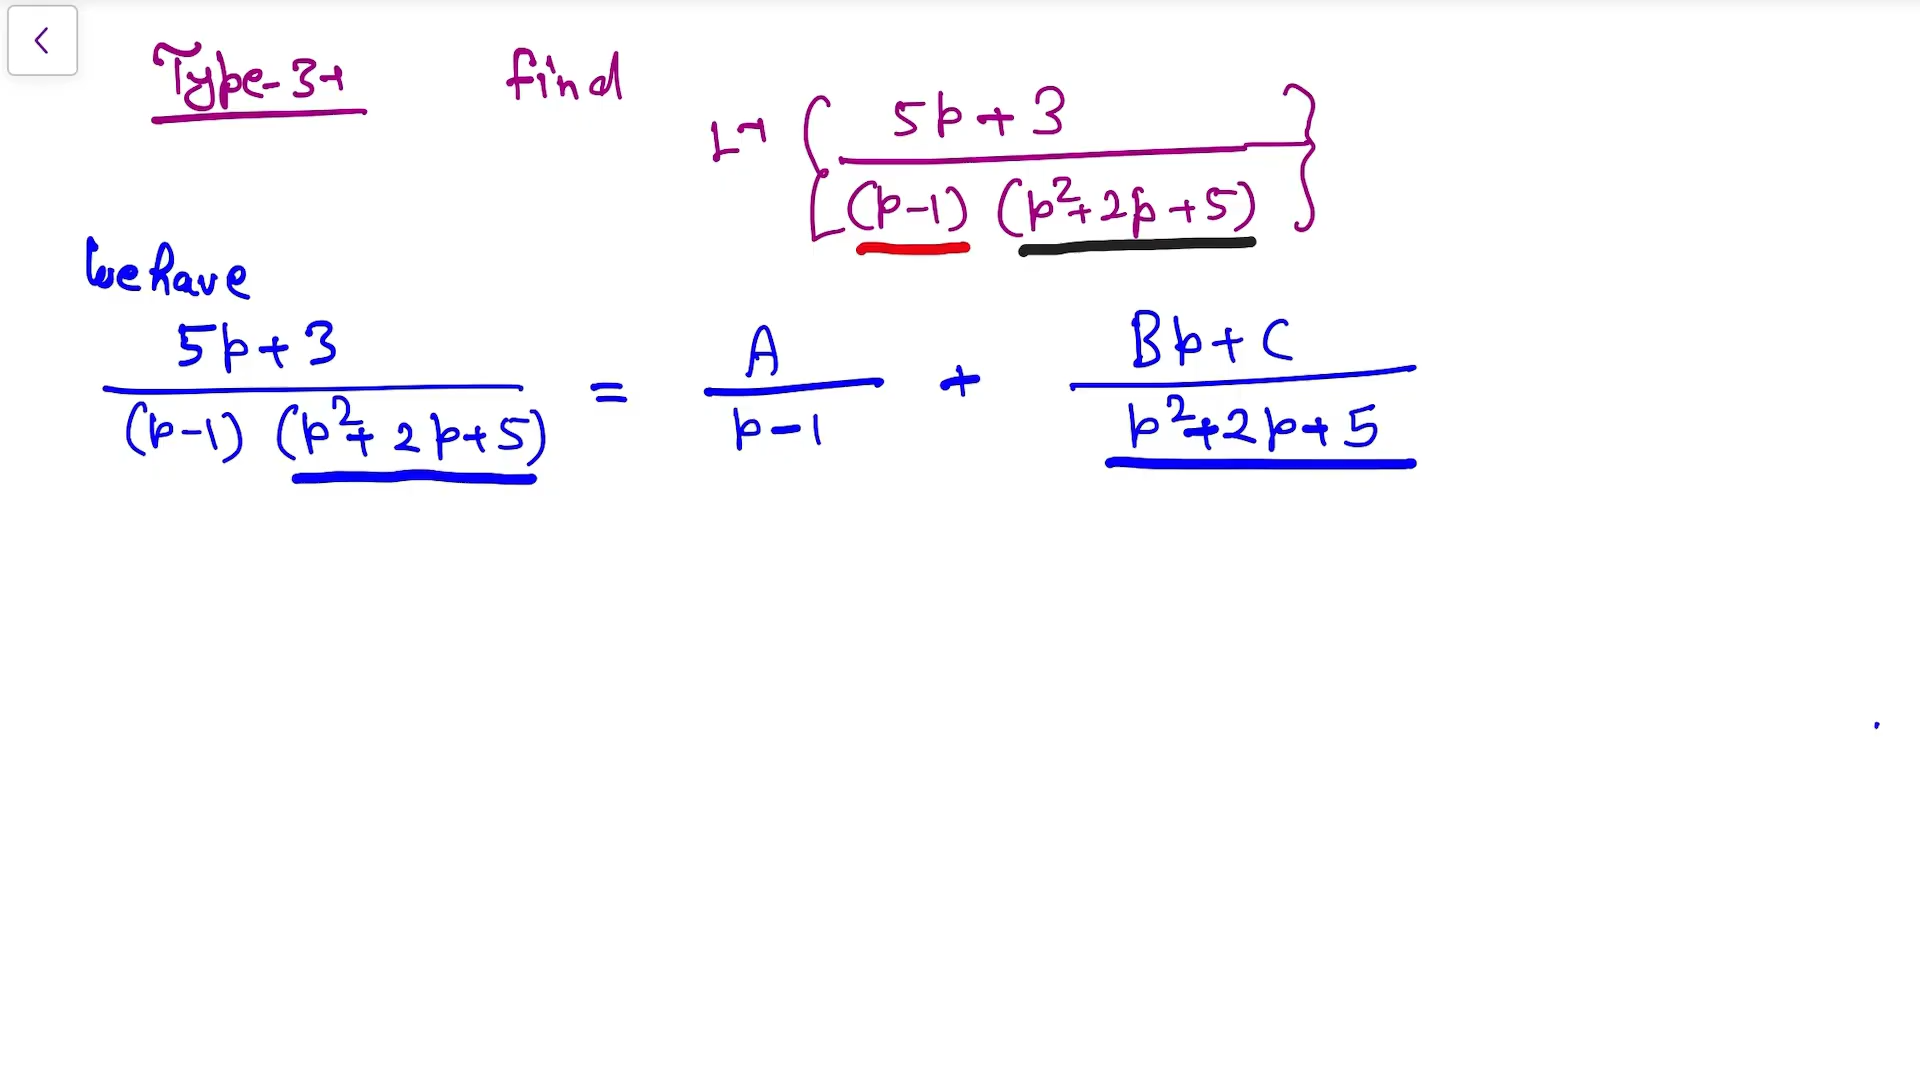 Type-3→ find
L⁻¹ { 5p+3 / (p-1) (p²+2p+5) }
We have
5p+3 / (p-1) (p²+2p+5) = A / p-1 + Bp+C / p²+2p+5